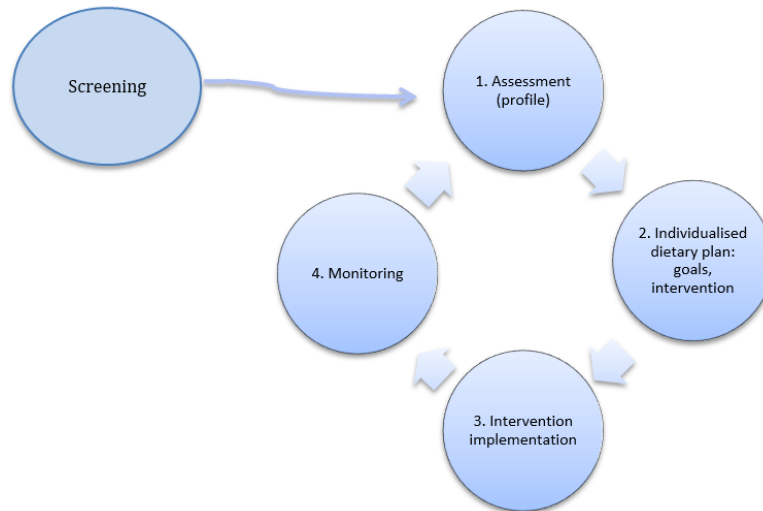 Screening
1. Assessment
(profile)
2. Individualised
dietary plan:
goals,
intervention
3. Intervention
implementation
4. Monitoring